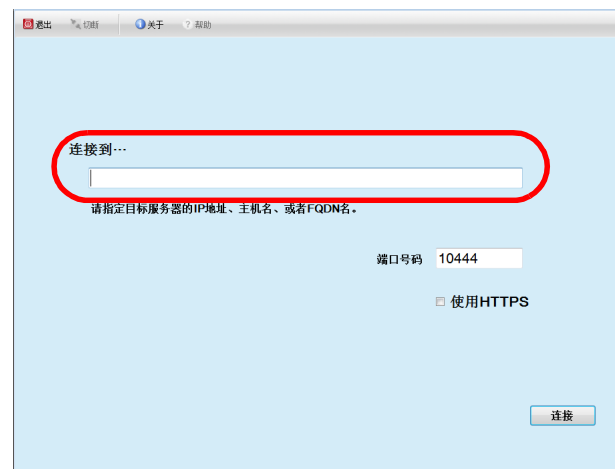 退出 切断 关于 帮助
连接到…
请指定目标服务器的IP地址、主机名、或者FQDN名。
端口号码 10444
使用HTTPS
连接